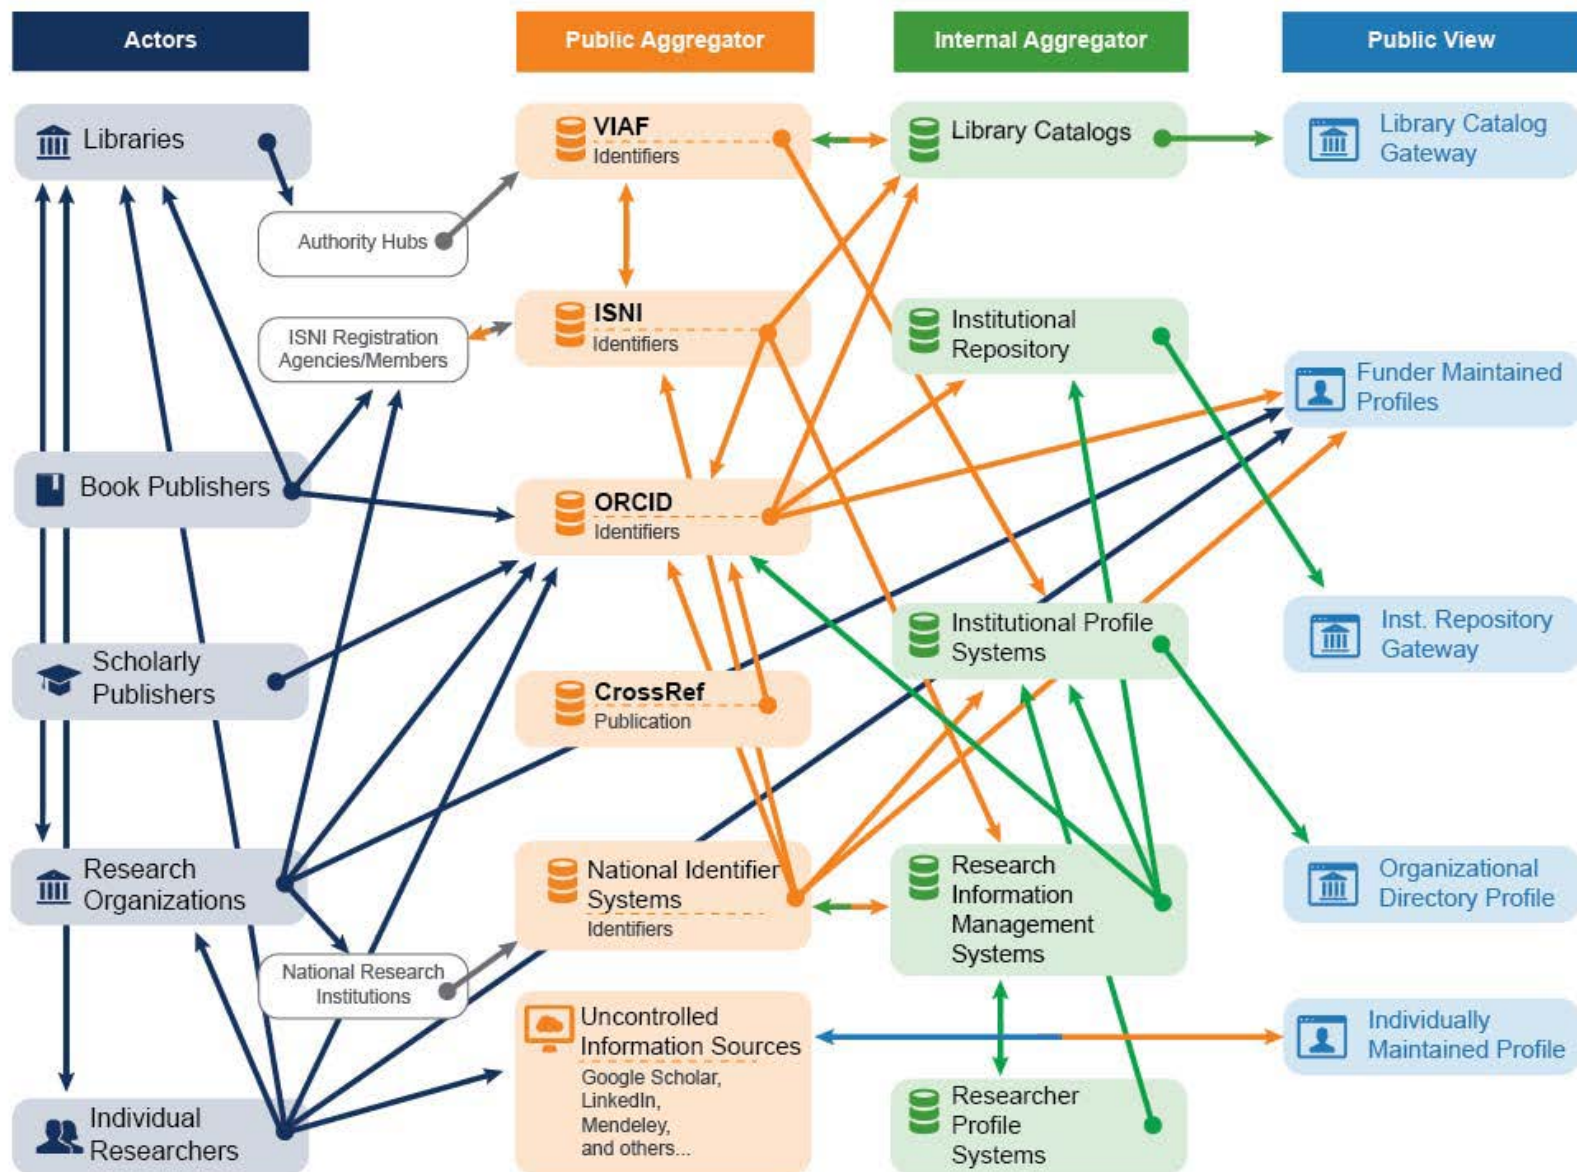 Actors
Public Aggregator
Internal Aggregator
Public View
Libraries
Authority Hubs
ISNI Registration
Agencies/Members
Book Publishers
Scholarly
Publishers
Research
Organizations
National Research
Institutions
Individual
Researchers
VIAF
Identifiers
ISNI
Identifiers
ORCID
Identifiers
CrossRef
Publication
National Identifier
Systems
Identifiers
Uncontrolled
Information Sources
Google Scholar,
LinkedIn,
Mendeley,
and others...
Library Catalogs
Institutional
Repository
Institutional Profile
Systems
Research
Information
Management
Systems
Researcher
Profile
Systems
Library Catalog
Gateway
Funder Maintained
Profiles
Inst. Repository
Gateway
Organizational
Directory Profile
Individually
Maintained Profile